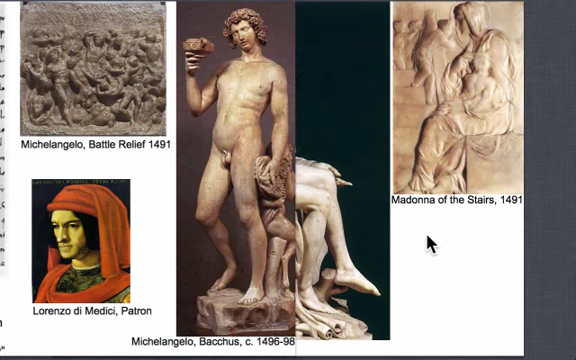 Michelangelo, Battle Relief 1491
Madonna of the Stairs, 1491
Lorenzo di Medici, Patron
Michelangelo, Bacchus, c. 1496-98